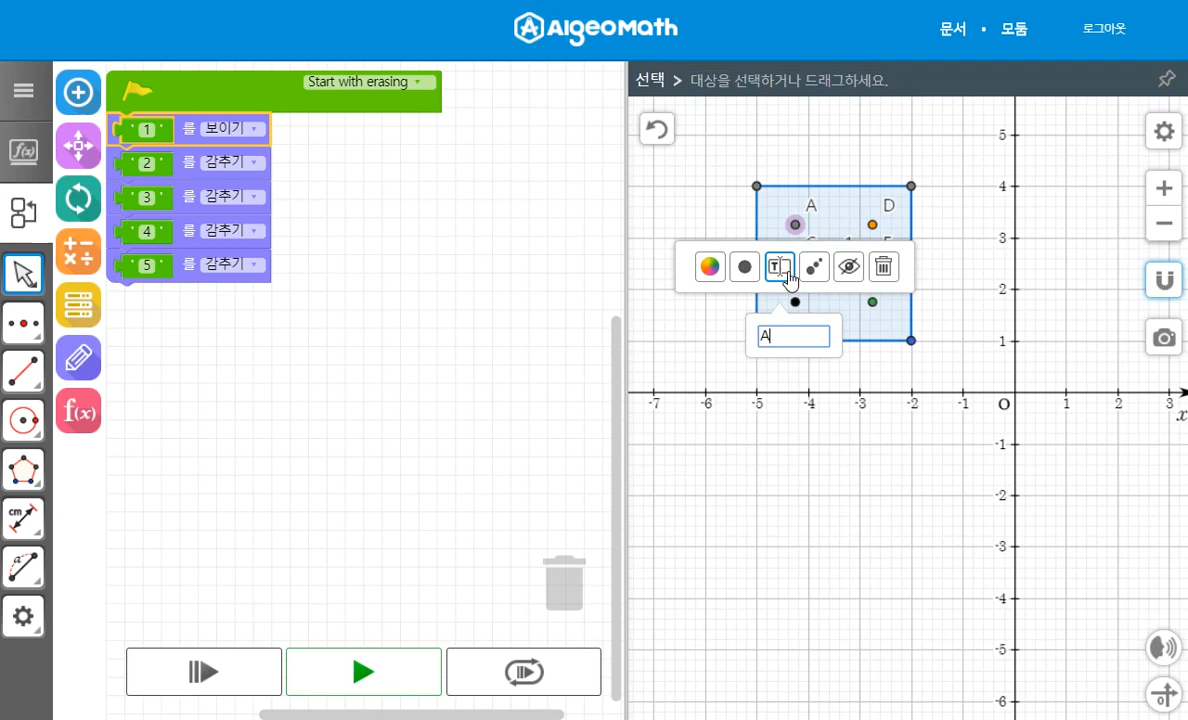 AlgeoMath
문서 • 모둠
로그아웃
Start with erasing
' 1 ' 를 보이기
' 2 ' 를 감추기
' 3 ' 를 감추기
' 4 ' 를 감추기
' 5 ' 를 감추기
f(x)
f(x)
cm
a°
선택 > 대상을 선택하거나 드래그하세요.
5
4
A D
3
2
A
1
-7 -6 -5 -4 -3 -2 -1 O 1 2 3
x
-1
-2
-3
-4
-5
-6